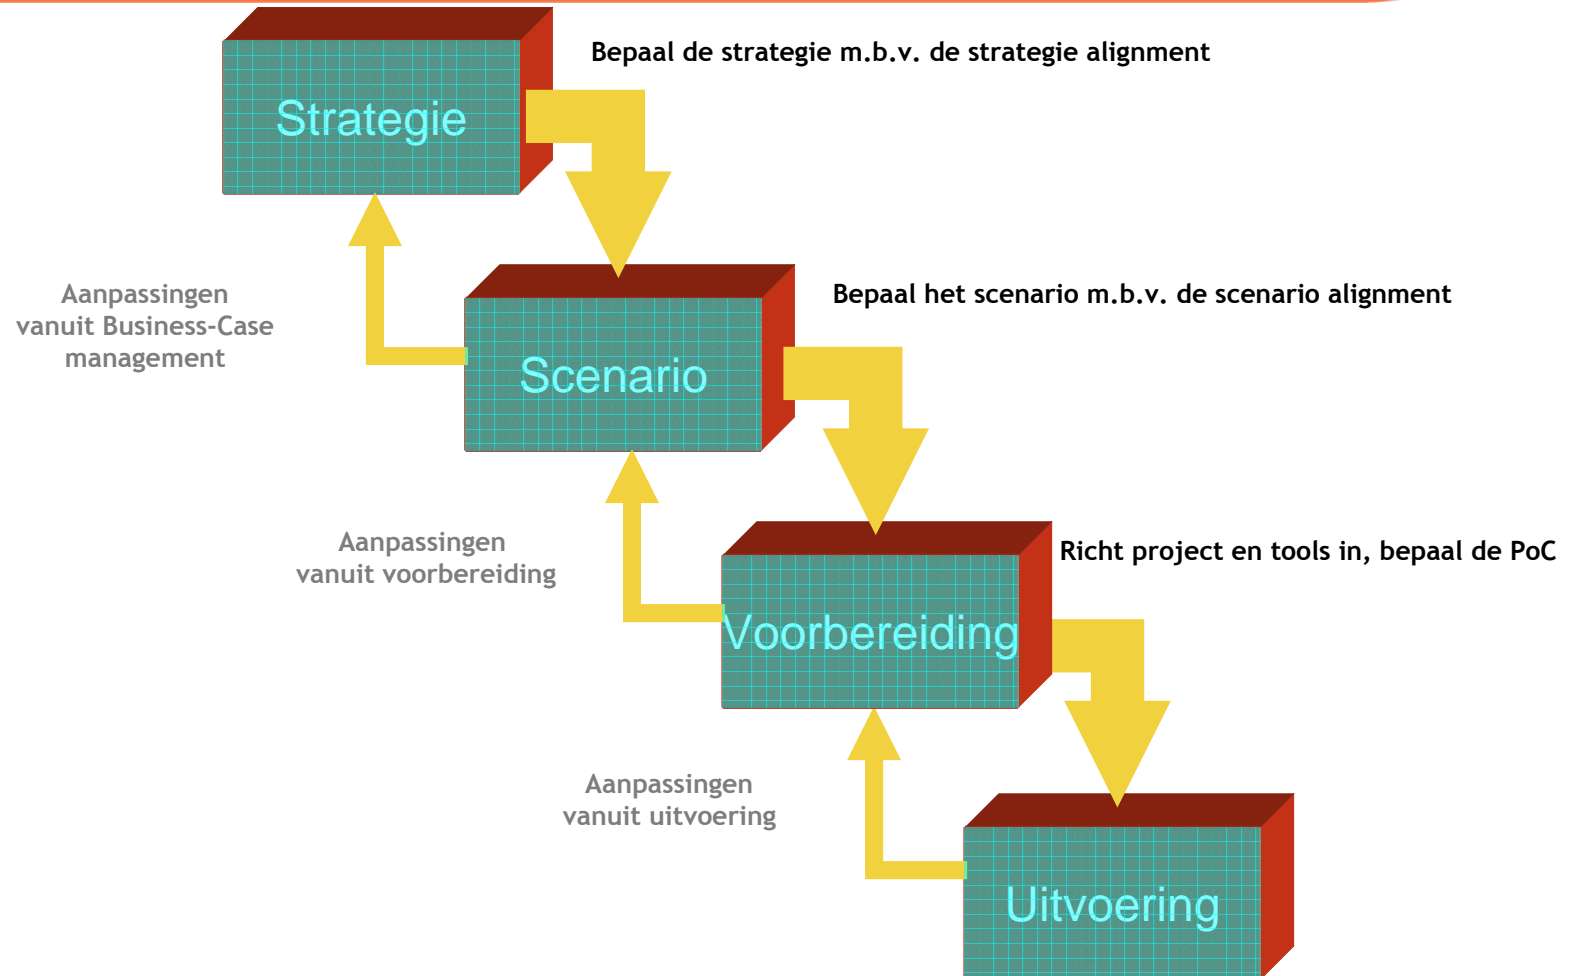 Bepaal de strategie m.b.v. de strategie alignment
Strategie
Aanpassingen
vanuit Business-Case
management
Bepaal het scenario m.b.v. de scenario alignment
Scenario
Aanpassingen
vanuit voorbereiding
Richt project en tools in, bepaal de PoC
Voorbereiding
Aanpassingen
vanuit uitvoering
Uitvoering